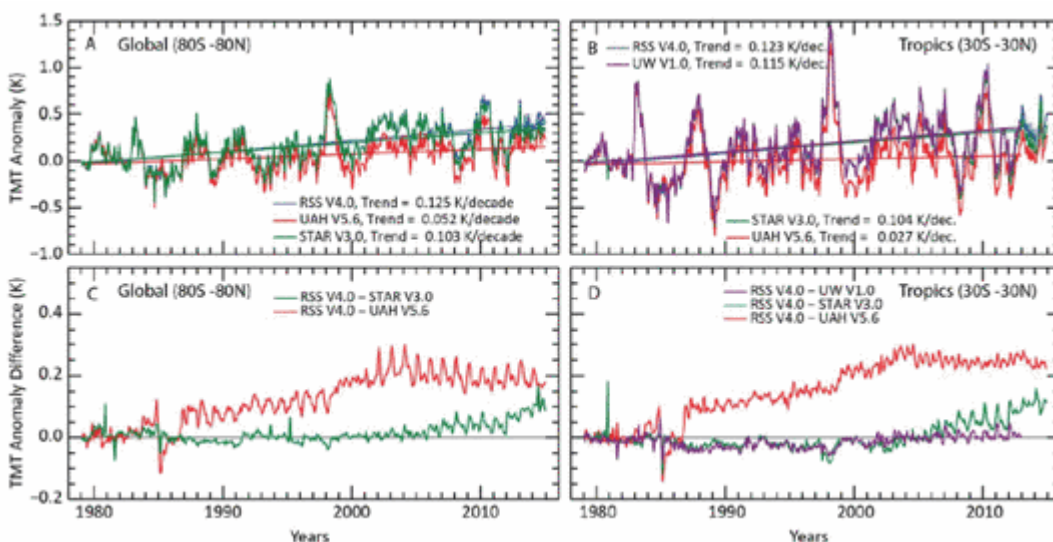 A Global (80S -80N)
B Tropics (30S -30N)
RSS V4.0, Trend = 0.123 K/dec.
UW V1.0, Trend = 0.115 K/dec.
TMT Anomaly (K)
1.5
1.0
0.5
0.0
-0.5
-1.0
RSS V4.0, Trend = 0.125 K/decade
UAH V5.6, Trend = 0.052 K/decade
STAR V3.0, Trend = 0.103 K/decade
STAR V3.0, Trend = 0.104 K/dec.
UAH V5.6, Trend = 0.027 K/dec.
C Global (80S -80N)
RSS V4.0 – STAR V3.0
RSS V4.0 – UAH V5.6
D Tropics (30S -30N)
RSS V4.0 – UW V1.0
RSS V4.0 – STAR V3.0
RSS V4.0 – UAH V5.6
TMT Anomaly Difference (K)
0.4
0.2
0.0
-0.2
1980 1990 2000 2010
1980 1990 2000 2010
Years
Years